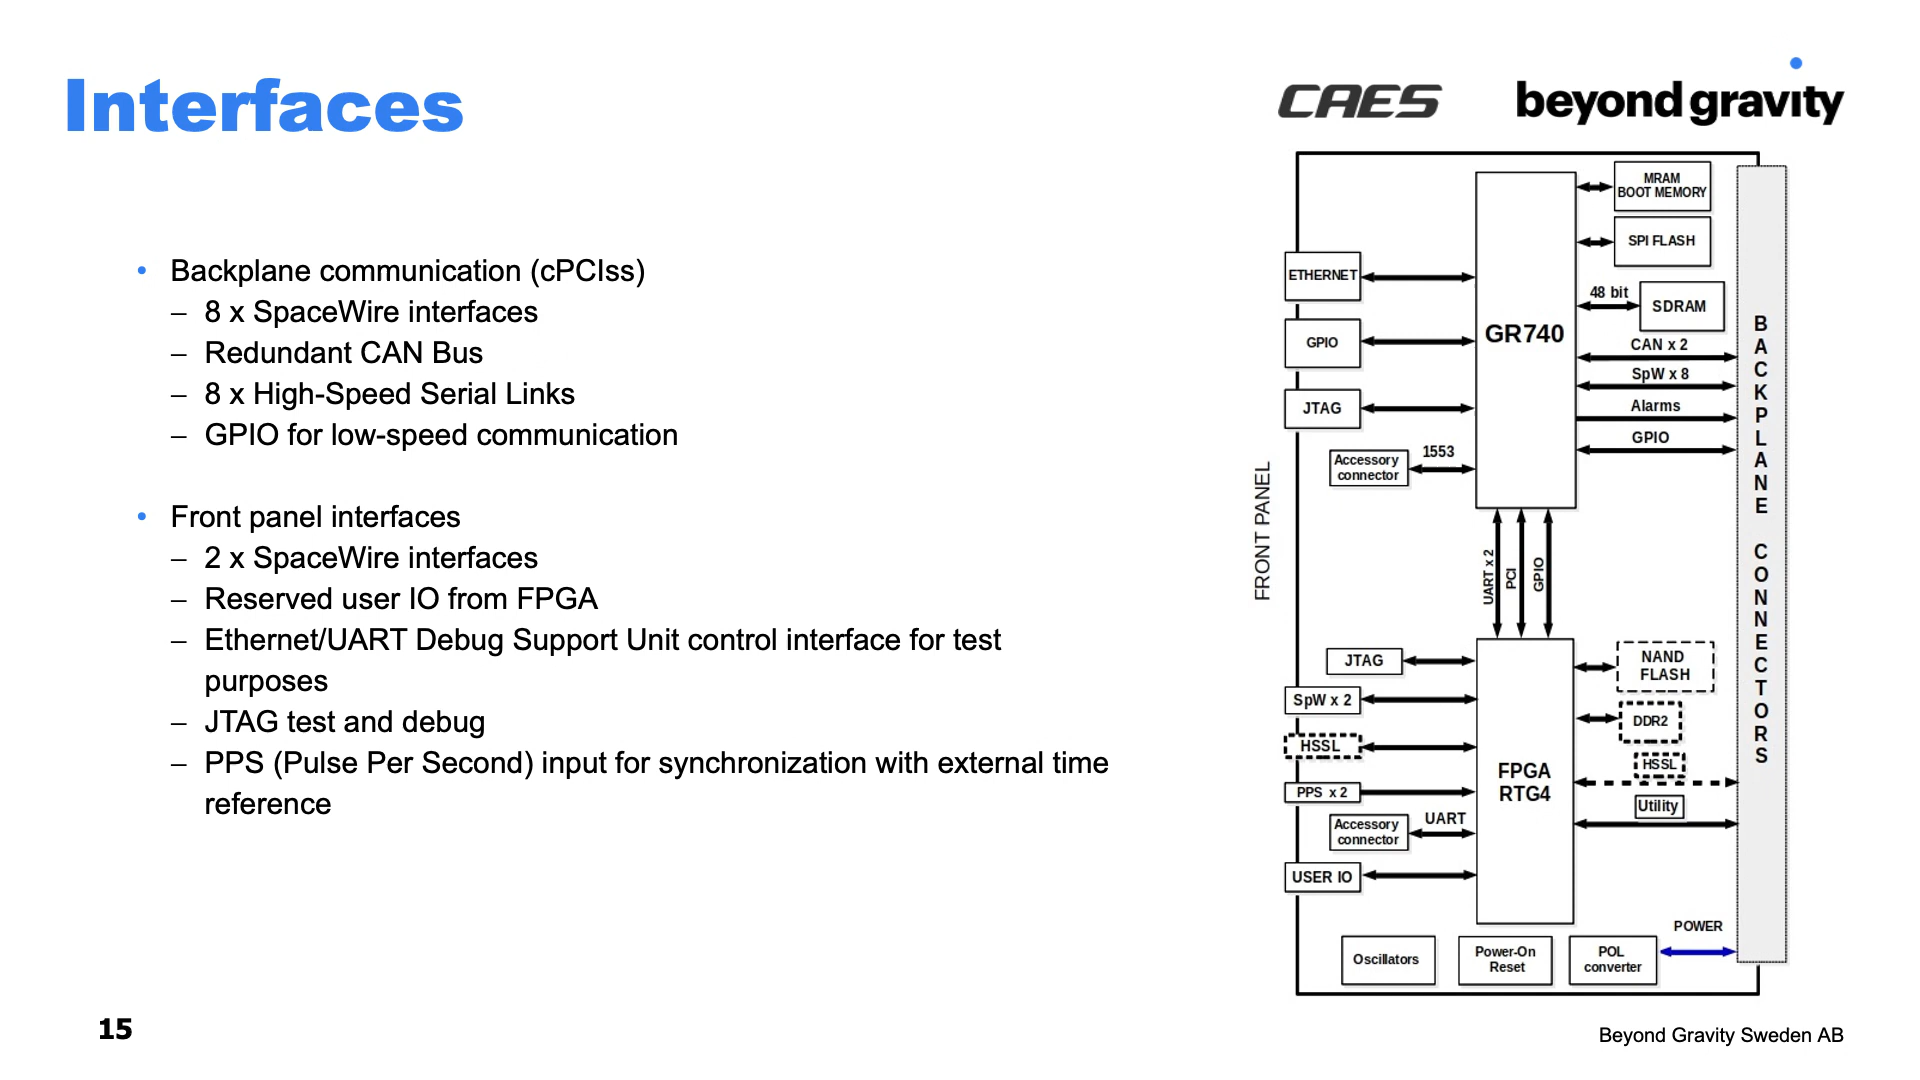 Interfaces
CAES
beyond gravity
• Backplane communication (cPCIss)
– 8 x SpaceWire interfaces
– Redundant CAN Bus
– 8 x High-Speed Serial Links
– GPIO for low-speed communication
• Front panel interfaces
– 2 x SpaceWire interfaces
– Reserved user IO from FPGA
– Ethernet/UART Debug Support Unit control interface for test
purposes
– JTAG test and debug
– PPS (Pulse Per Second) input for synchronization with external time
reference
FRONT PANEL
ETHERNET
GPIO
JTAG
Accessory
connector
1553
GR740
MRAM
BOOT MEMORY
SPI FLASH
48 bit
SDRAM
CAN x 2
SpW x 8
Alarms
GPIO
UART x 2
PCI
GPIO
JTAG
SpW x 2
HSSL
PPS x 2
Accessory
connector
UART
USER IO
FPGA
RTG4
NAND
FLASH
DDR2
HSSL
Utility
BACKPLANE CONNECTORS
Oscillators
Power-On
Reset
POL
converter
POWER
15
Beyond Gravity Sweden AB